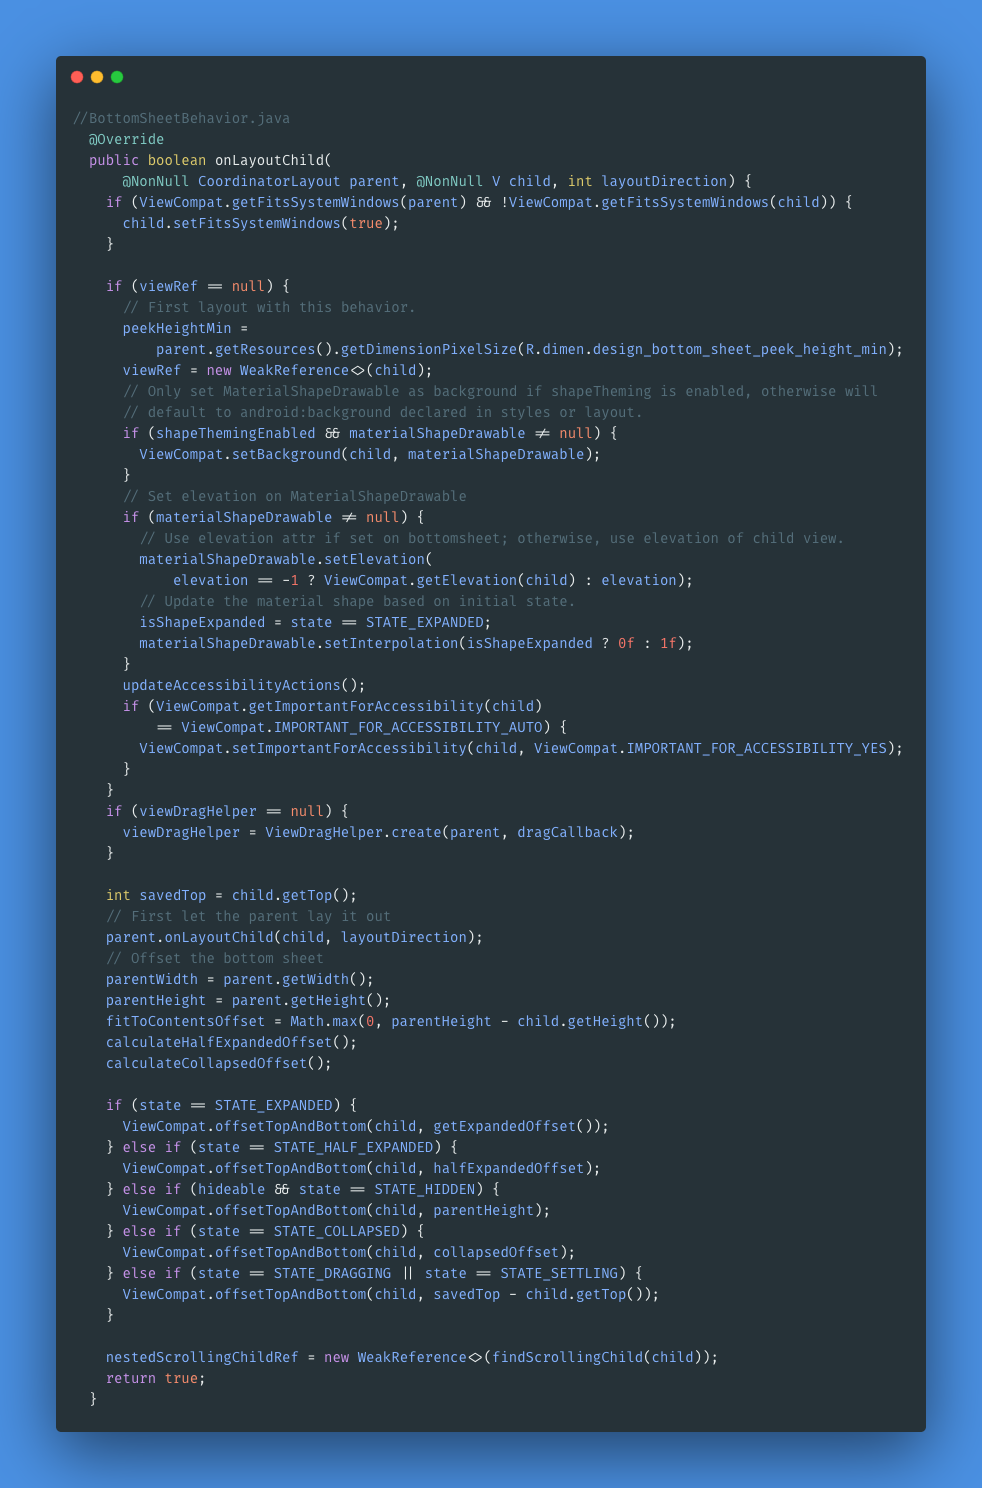 //BottomSheetBehavior.java
  @Override
  public boolean onLayoutChild(
      @NonNull CoordinatorLayout parent, @NonNull V child, int layoutDirection) {
    if (ViewCompat.getFitsSystemWindows(parent) && !ViewCompat.getFitsSystemWindows(child)) {
      child.setFitsSystemWindows(true);
    }

    if (viewRef == null) {
      // First layout with this behavior.
      peekHeightMin =
          parent.getResources().getDimensionPixelSize(R.dimen.design_bottom_sheet_peek_height_min);
      viewRef = new WeakReference<>(child);
      // Only set MaterialShapeDrawable as background if shapeTheming is enabled, otherwise will
      // default to android:background declared in styles or layout.
      if (shapeThemingEnabled && materialShapeDrawable != null) {
        ViewCompat.setBackground(child, materialShapeDrawable);
      }
      // Set elevation on MaterialShapeDrawable
      if (materialShapeDrawable != null) {
        // Use elevation attr if set on bottomsheet; otherwise, use elevation of child view.
        materialShapeDrawable.setElevation(
            elevation == -1 ? ViewCompat.getElevation(child) : elevation);
        // Update the material shape based on initial state.
        isShapeExpanded = state == STATE_EXPANDED;
        materialShapeDrawable.setInterpolation(isShapeExpanded ? 0f : 1f);
      }
      updateAccessibilityActions();
      if (ViewCompat.getImportantForAccessibility(child)
          == ViewCompat.IMPORTANT_FOR_ACCESSIBILITY_AUTO) {
        ViewCompat.setImportantForAccessibility(child, ViewCompat.IMPORTANT_FOR_ACCESSIBILITY_YES);
      }
    }
    if (viewDragHelper == null) {
      viewDragHelper = ViewDragHelper.create(parent, dragCallback);
    }

    int savedTop = child.getTop();
    // First let the parent lay it out
    parent.onLayoutChild(child, layoutDirection);
    // Offset the bottom sheet
    parentWidth = parent.getWidth();
    parentHeight = parent.getHeight();
    fitToContentsOffset = Math.max(0, parentHeight - child.getHeight());
    calculateHalfExpandedOffset();
    calculateCollapsedOffset();

    if (state == STATE_EXPANDED) {
      ViewCompat.offsetTopAndBottom(child, getExpandedOffset());
    } else if (state == STATE_HALF_EXPANDED) {
      ViewCompat.offsetTopAndBottom(child, halfExpandedOffset);
    } else if (hideable && state == STATE_HIDDEN) {
      ViewCompat.offsetTopAndBottom(child, parentHeight);
    } else if (state == STATE_COLLAPSED) {
      ViewCompat.offsetTopAndBottom(child, collapsedOffset);
    } else if (state == STATE_DRAGGING || state == STATE_SETTLING) {
      ViewCompat.offsetTopAndBottom(child, savedTop - child.getTop());
    }

    nestedScrollingChildRef = new WeakReference<>(findScrollingChild(child));
    return true;
  }